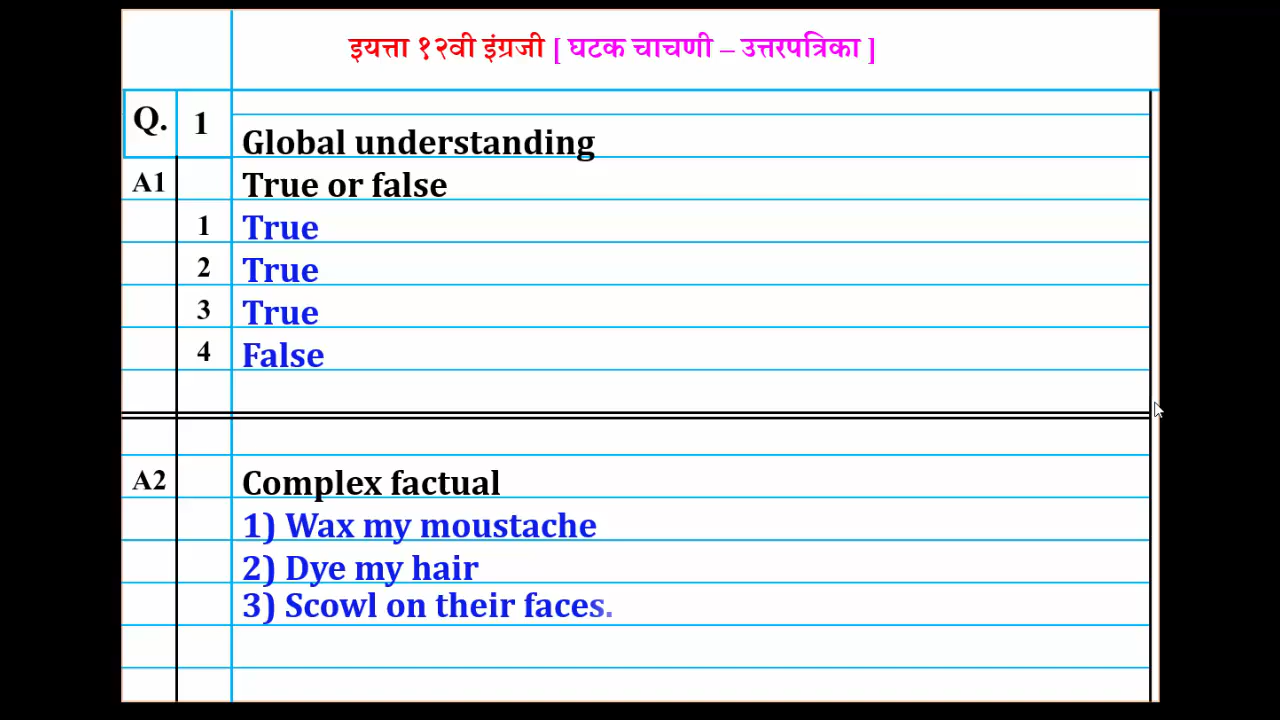 इयत्ता १२वी इंग्रजी [ घटक चाचणी – उत्तरपत्रिका ]
Q. 1
Global understanding
A1 True or false
1 True
2 True
3 True
4 False
A2 Complex factual
1) Wax my moustache
2) Dye my hair
3) Scowl on their faces.